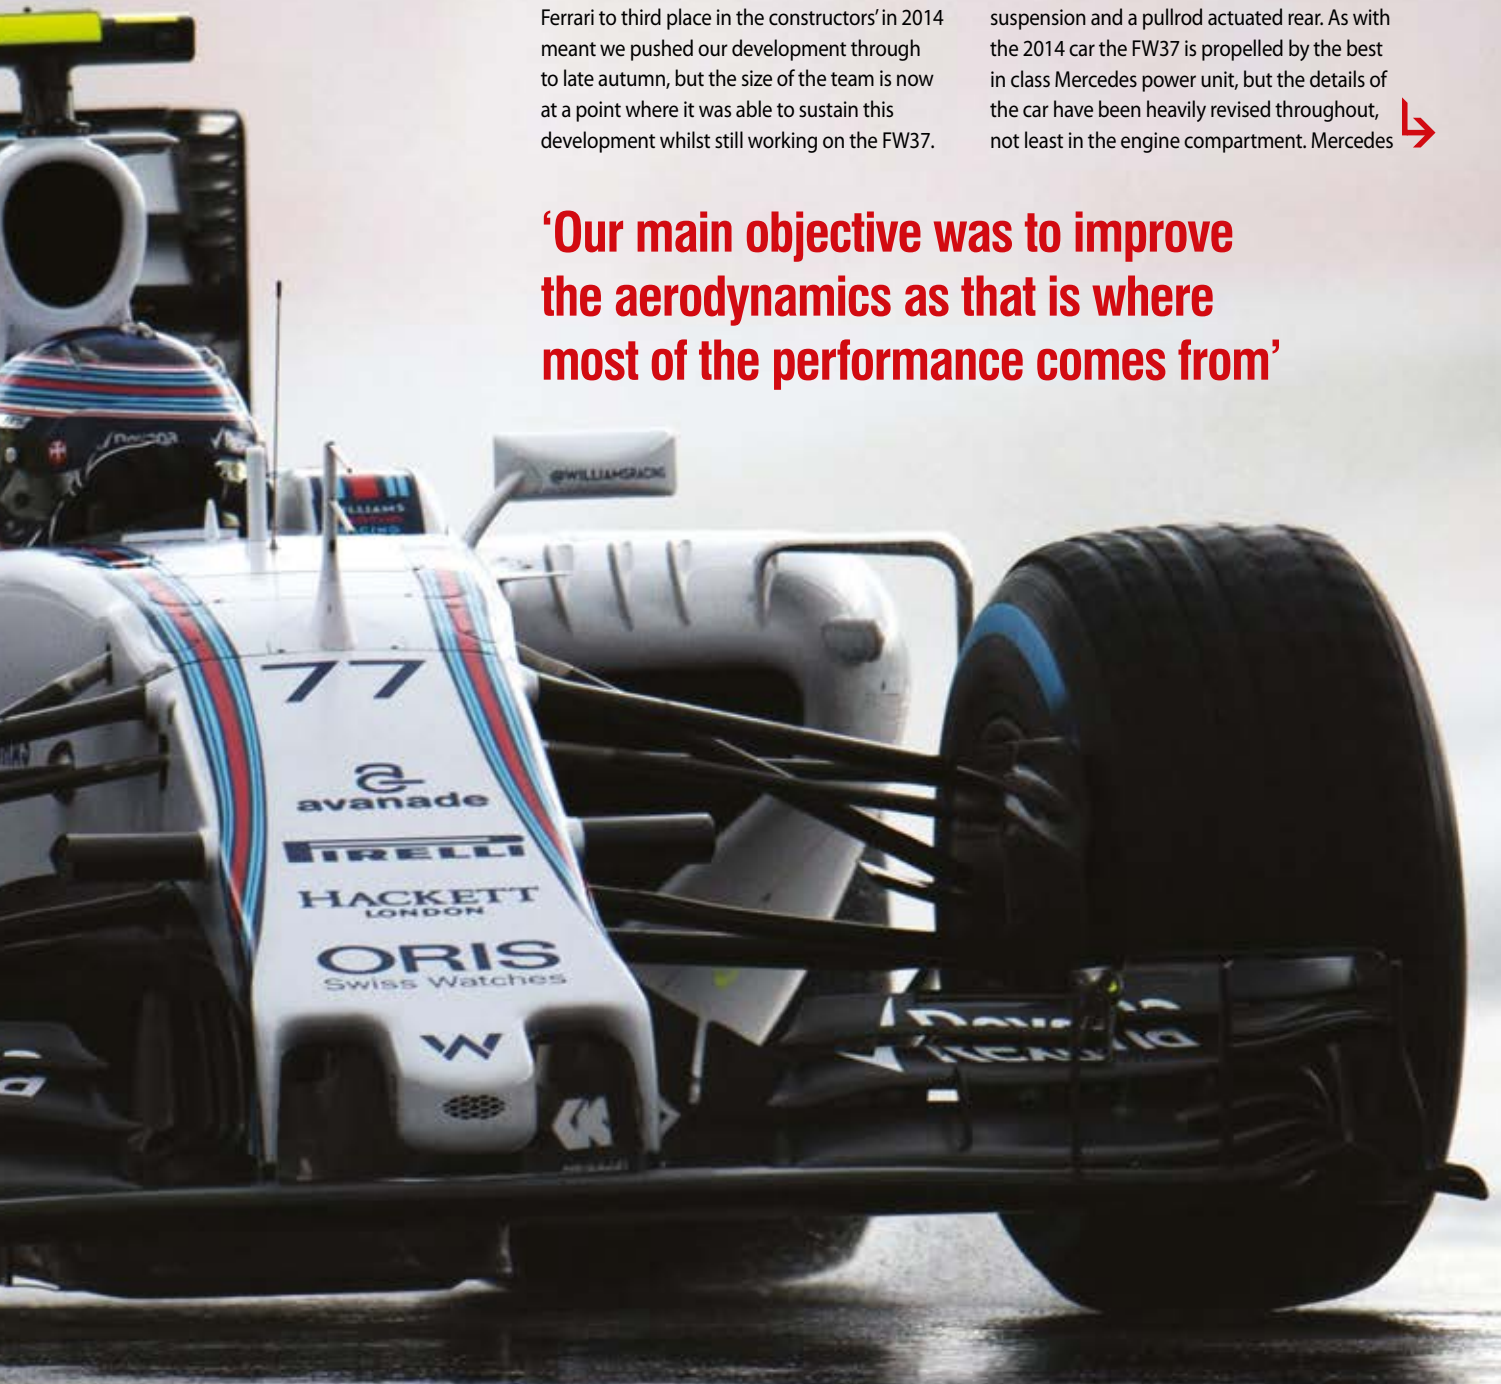 Ferrari to third place in the constructors’ in 2014
meant we pushed our development through
to late autumn, but the size of the team is now
at a point where it was able to sustain this
development whilst still working on the FW37.
suspension and a pullrod actuated rear. As with
the 2014 car the FW37 is propelled by the best
in class Mercedes power unit, but the details of
the car have been heavily revised throughout,
not least in the engine compartment. Mercedes
‘Our main objective was to improve
the aerodynamics as that is where
most of the performance comes from’
@WILLIAMSRACING
WILLIAMS
RACING
77
avanade
PIRELLI
HACKETT
LONDON
ORIS
Swiss Watches
W